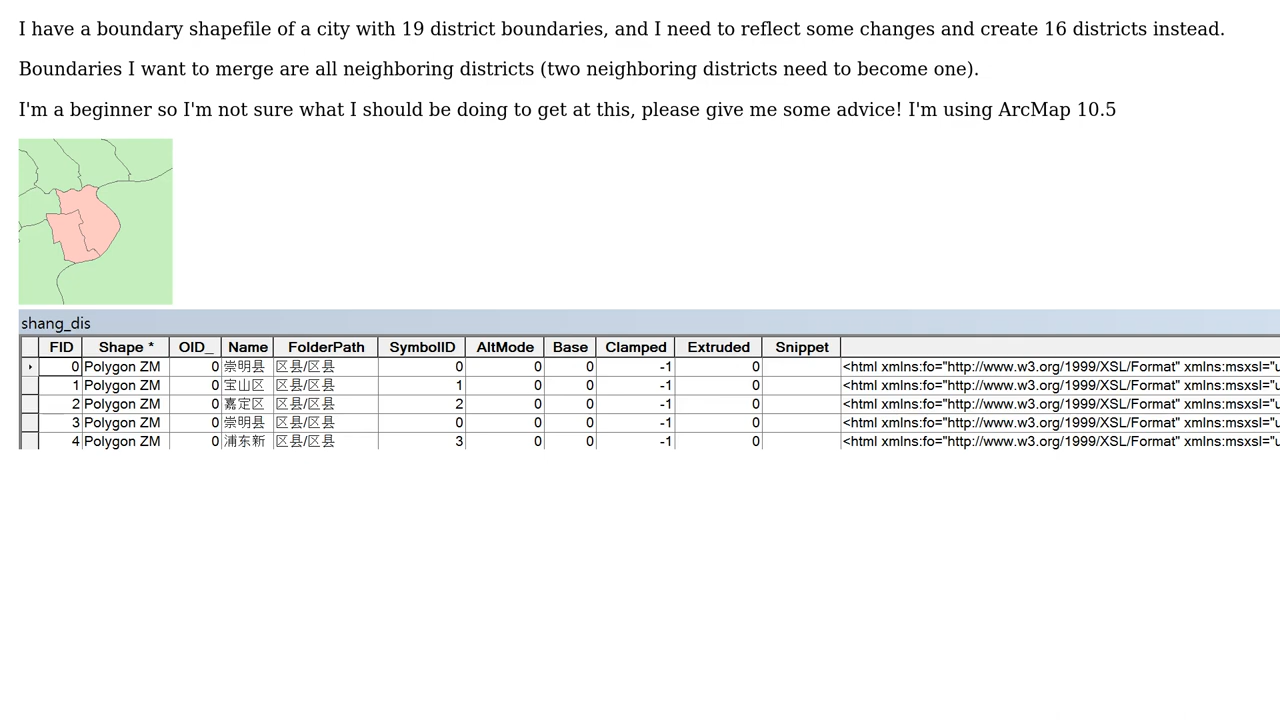 I have a boundary shapefile of a city with 19 district boundaries, and I need to reflect some changes and create 16 districts instead.
Boundaries I want to merge are all neighboring districts (two neighboring districts need to become one).
I'm a beginner so I'm not sure what I should be doing to get at this, please give me some advice! I'm using ArcMap 10.5
shang_dis
FID Shape * OID_ Name FolderPath SymbolID AltMode Base Clamped Extruded Snippet
0 Polygon ZM 0 崇明县 区县/区县 0 0 0 -1 0 <html xmlns:fo="http://www.w3.org/1999/XSL/Format" xmlns:msxsl="u
1 Polygon ZM 0 宝山区 区县/区县 1 0 0 -1 0 <html xmlns:fo="http://www.w3.org/1999/XSL/Format" xmlns:msxsl="u
2 Polygon ZM 0 嘉定区 区县/区县 2 0 0 -1 0 <html xmlns:fo="http://www.w3.org/1999/XSL/Format" xmlns:msxsl="u
3 Polygon ZM 0 崇明县 区县/区县 0 0 0 -1 0 <html xmlns:fo="http://www.w3.org/1999/XSL/Format" xmlns:msxsl="u
4 Polygon ZM 0 浦东新 区县/区县 3 0 0 -1 0 <html xmlns:fo="http://www.w3.org/1999/XSL/Format" xmlns:msxsl="u